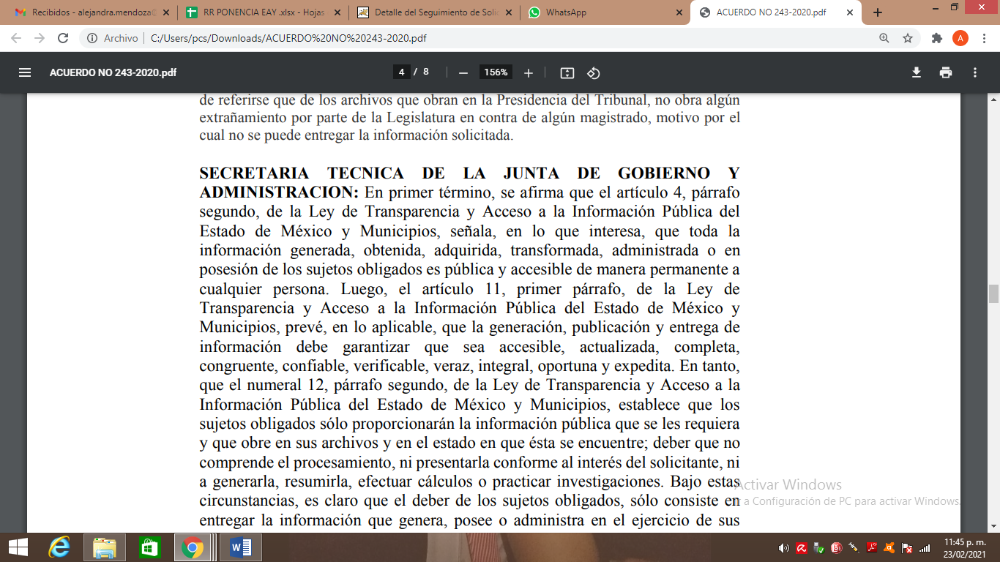 Recibidos - alejandra.mendoza@
RR PONENCIA EAY .xlsx - Hojas
Detalle del Seguimiento de Solic
WhatsApp
ACUERDO NO 243-2020.pdf
Archivo
C:/Users/pcs/Downloads/ACUERDO%20NO%20243-2020.pdf
A
ACUERDO NO 243-2020.pdf
4 / 8
156%
de referirse que de los archivos que obran en la Presidencia del Tribunal, no obra algún
extrañamiento por parte de la Legislatura en contra de algún magistrado, motivo por el
cual no se puede entregar la información solicitada.
SECRETARIA TECNICA DE LA JUNTA DE GOBIERNO Y
ADMINISTRACION: En primer término, se afirma que el artículo 4, párrafo
segundo, de la Ley de Transparencia y Acceso a la Información Pública del
Estado de México y Municipios, señala, en lo que interesa, que toda la
información generada, obtenida, adquirida, transformada, administrada o en
posesión de los sujetos obligados es pública y accesible de manera permanente a
cualquier persona. Luego, el artículo 11, primer párrafo, de la Ley de
Transparencia y Acceso a la Información Pública del Estado de México y
Municipios, prevé, en lo aplicable, que la generación, publicación y entrega de
información debe garantizar que sea accesible, actualizada, completa,
congruente, confiable, verificable, veraz, integral, oportuna y expedita. En tanto,
que el numeral 12, párrafo segundo, de la Ley de Transparencia y Acceso a la
Información Pública del Estado de México y Municipios, establece que los
sujetos obligados sólo proporcionarán la información pública que se les requiera
y que obre en sus archivos y en el estado en que ésta se encuentre; deber que no
comprende el procesamiento, ni presentarla conforme al interés del solicitante, ni
a generarla, resumirla, efectuar cálculos o practicar investigaciones. Bajo estas
circunstancias, es claro que el deber de los sujetos obligados, sólo consiste en
entregar la información que genera, posee o administra en el ejercicio de sus
Activar Windows
Ir a Configuración de PC para activar Windows.
11:45 p. m.
23/02/2021